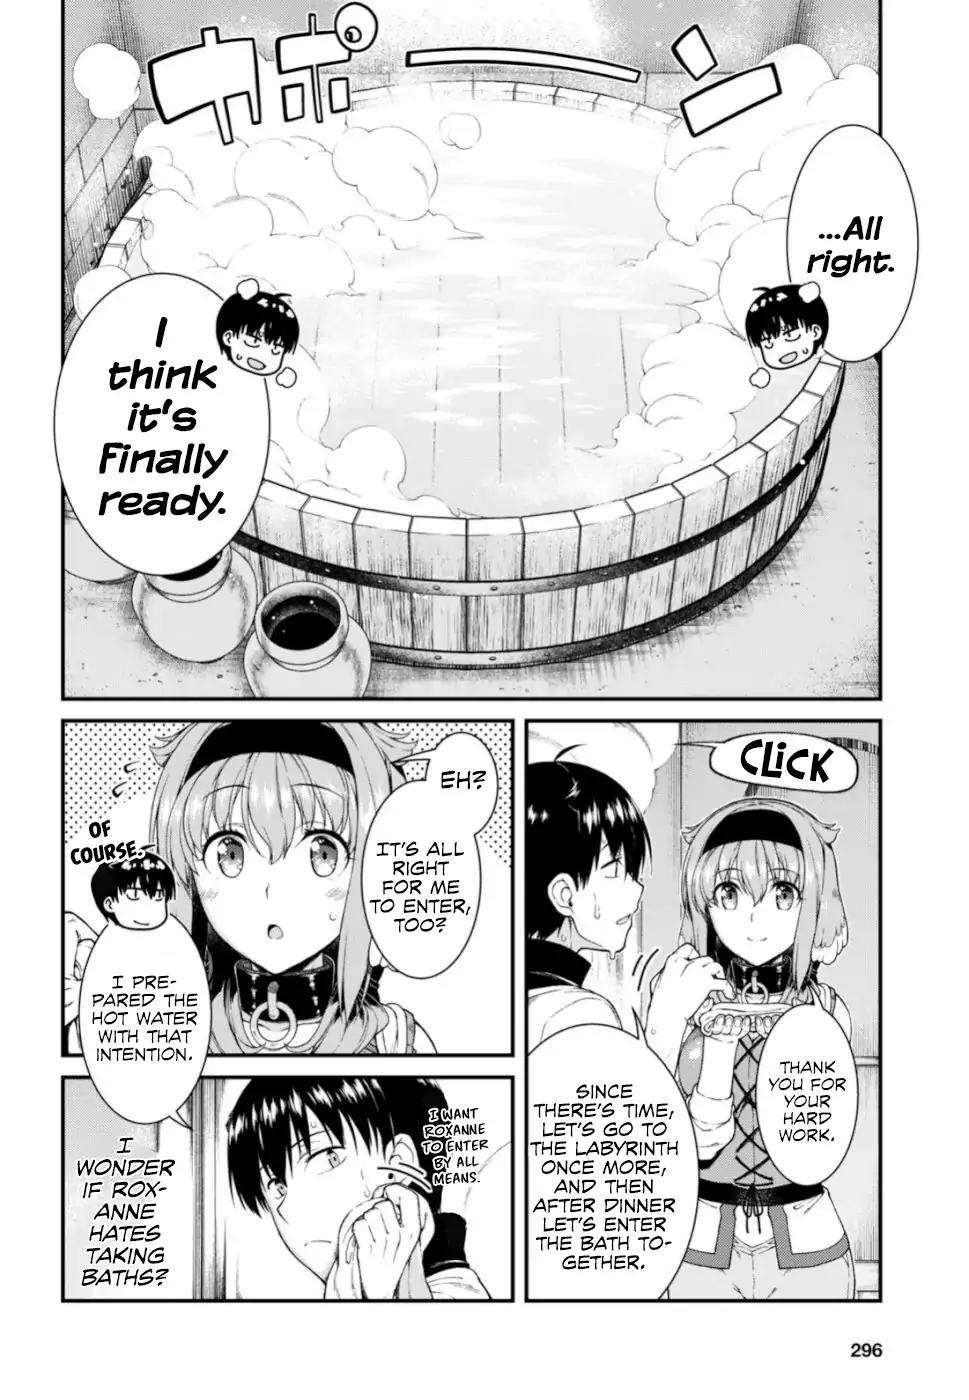 カポーン
...All
right.
I
think
it's
finally
ready.
CLICK
THANK
YOU FOR
YOUR
HARD
WORK.
SINCE
THERE'S TIME,
LET'S GO TO
THE LABYRINTH
ONCE MORE,
AND THEN
AFTER DINNER
LET'S ENTER
THE BATH TO-
GETHER.
EH?
IT'S ALL
RIGHT
FOR ME
TO ENTER,
TOO?
OF
COURSE.
I PRE-
PARED THE
HOT WATER
WITH THAT
INTENTION.
I WANT
ROXANNE
TO ENTER
BY ALL
MEANS.
I
WONDER
IF ROX-
ANNE
HATES
TAKING
BATHS?
296